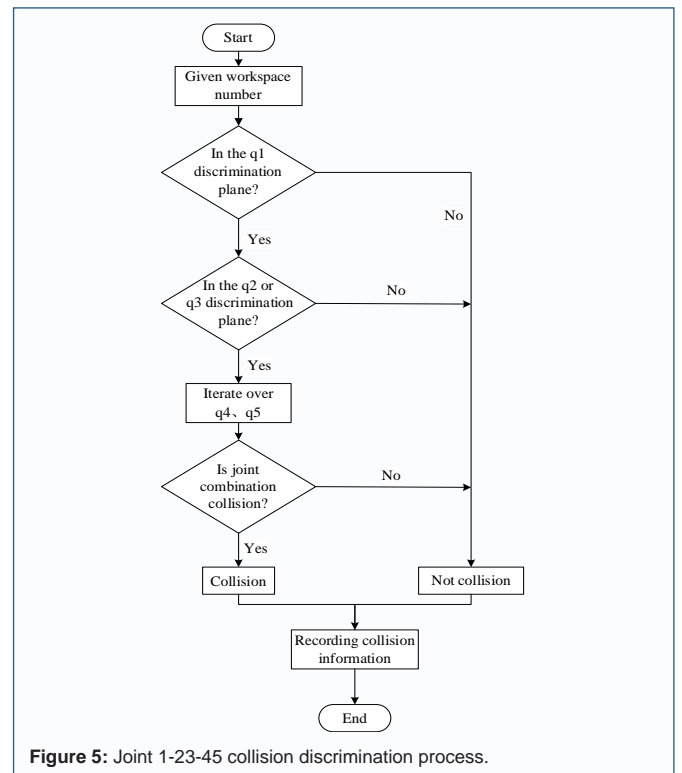 Start
Given workspace
number
In the q1
discrimination
plane?
No
Yes
In the q2 or
q3 discrimination
plane?
No
Yes
Iterate over
q4、q5
Is joint
combination
collision?
No
Yes
Collision
Not collision
Recording collision
information
End
Figure 5: Joint 1-23-45 collision discrimination process.